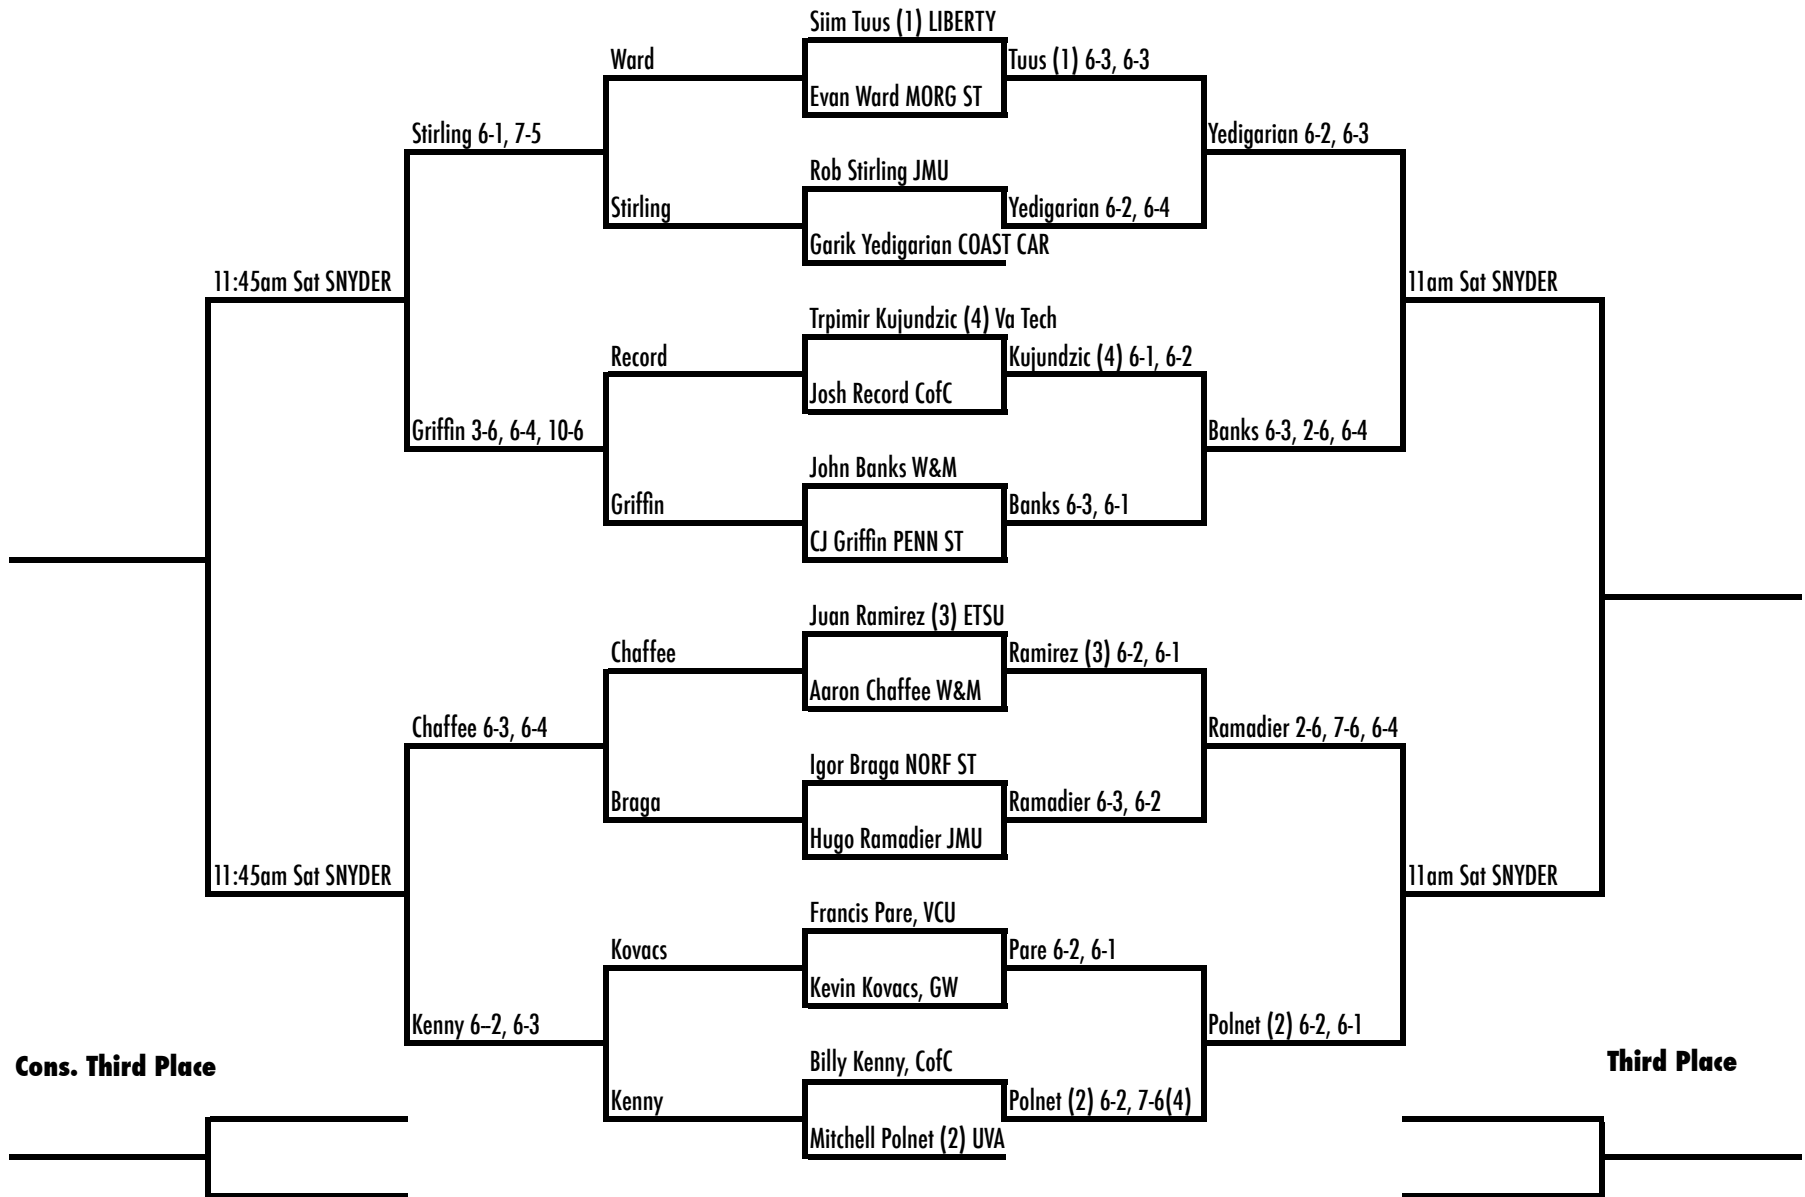 Siim Tuus (1) LIBERTY
Ward
Tuus (1) 6-3, 6-3
Evan Ward MORG ST
Stirling 6-1, 7-5
Yedigarian 6-2, 6-3
Rob Stirling JMU
Stirling
Yedigarian 6-2, 6-4
Garik Yedigarian COAST CAR
11:45am Sat SNYDER
11am Sat SNYDER
Trpimir Kujundzic (4) Va Tech
Record
Kujundzic (4) 6-1, 6-2
Josh Record CofC
Griffin 3-6, 6-4, 10-6
Banks 6-3, 2-6, 6-4
John Banks W&M
Griffin
Banks 6-3, 6-1
CJ Griffin PENN ST
Juan Ramirez (3) ETSU
Chaffee
Ramirez (3) 6-2, 6-1
Aaron Chaffee W&M
Chaffee 6-3, 6-4
Ramadier 2-6, 7-6, 6-4
Igor Braga NORF ST
Braga
Ramadier 6-3, 6-2
Hugo Ramadier JMU
11:45am Sat SNYDER
11am Sat SNYDER
Francis Pare, VCU
Kovacs
Pare 6-2, 6-1
Kevin Kovacs, GW
Kenny 6–2, 6-3
Polnet (2) 6-2, 6-1
Cons. Third Place
Billy Kenny, CofC
Third Place
Kenny
Polnet (2) 6-2, 7-6(4)
Mitchell Polnet (2) UVA